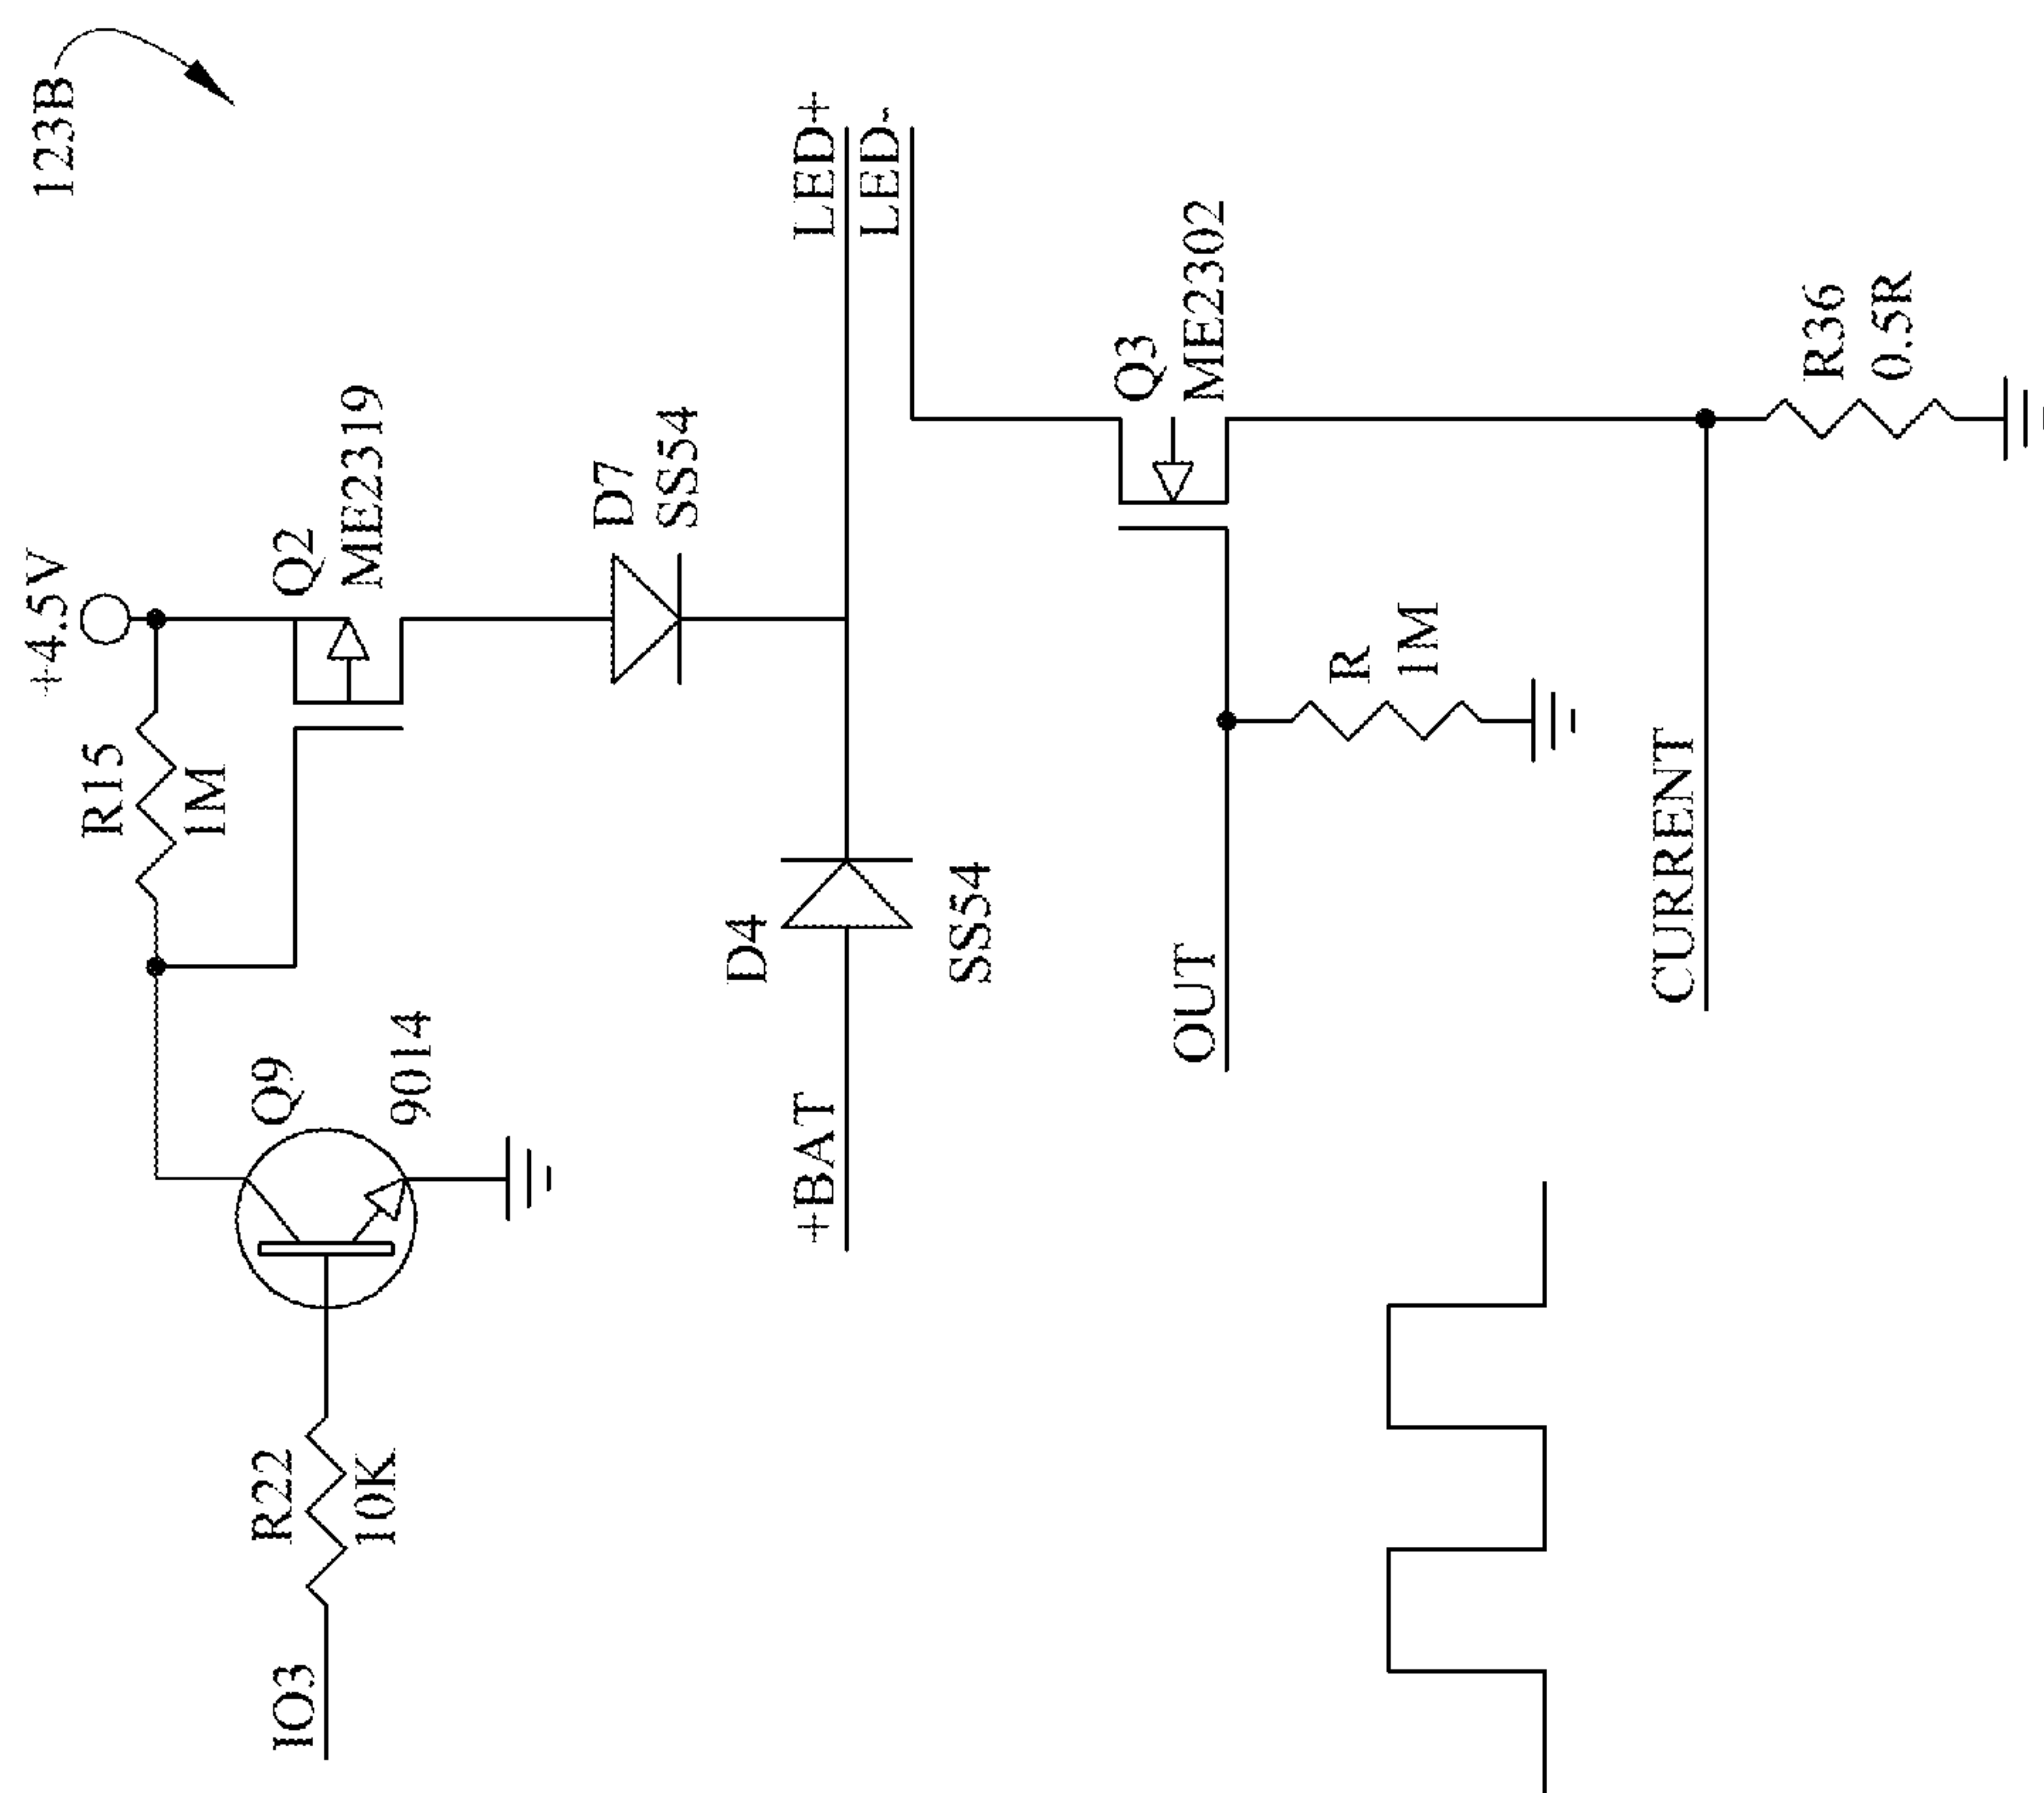 123B
+4.5V
R15
1M
Q2
ME2319
D7
SS54
Q9
9014
R22
10K
IO3
LED+
LED-
D4
SS54
+BAT
Q3
ME2302
OUT
R
1M
CURRENT
R36
0.5R